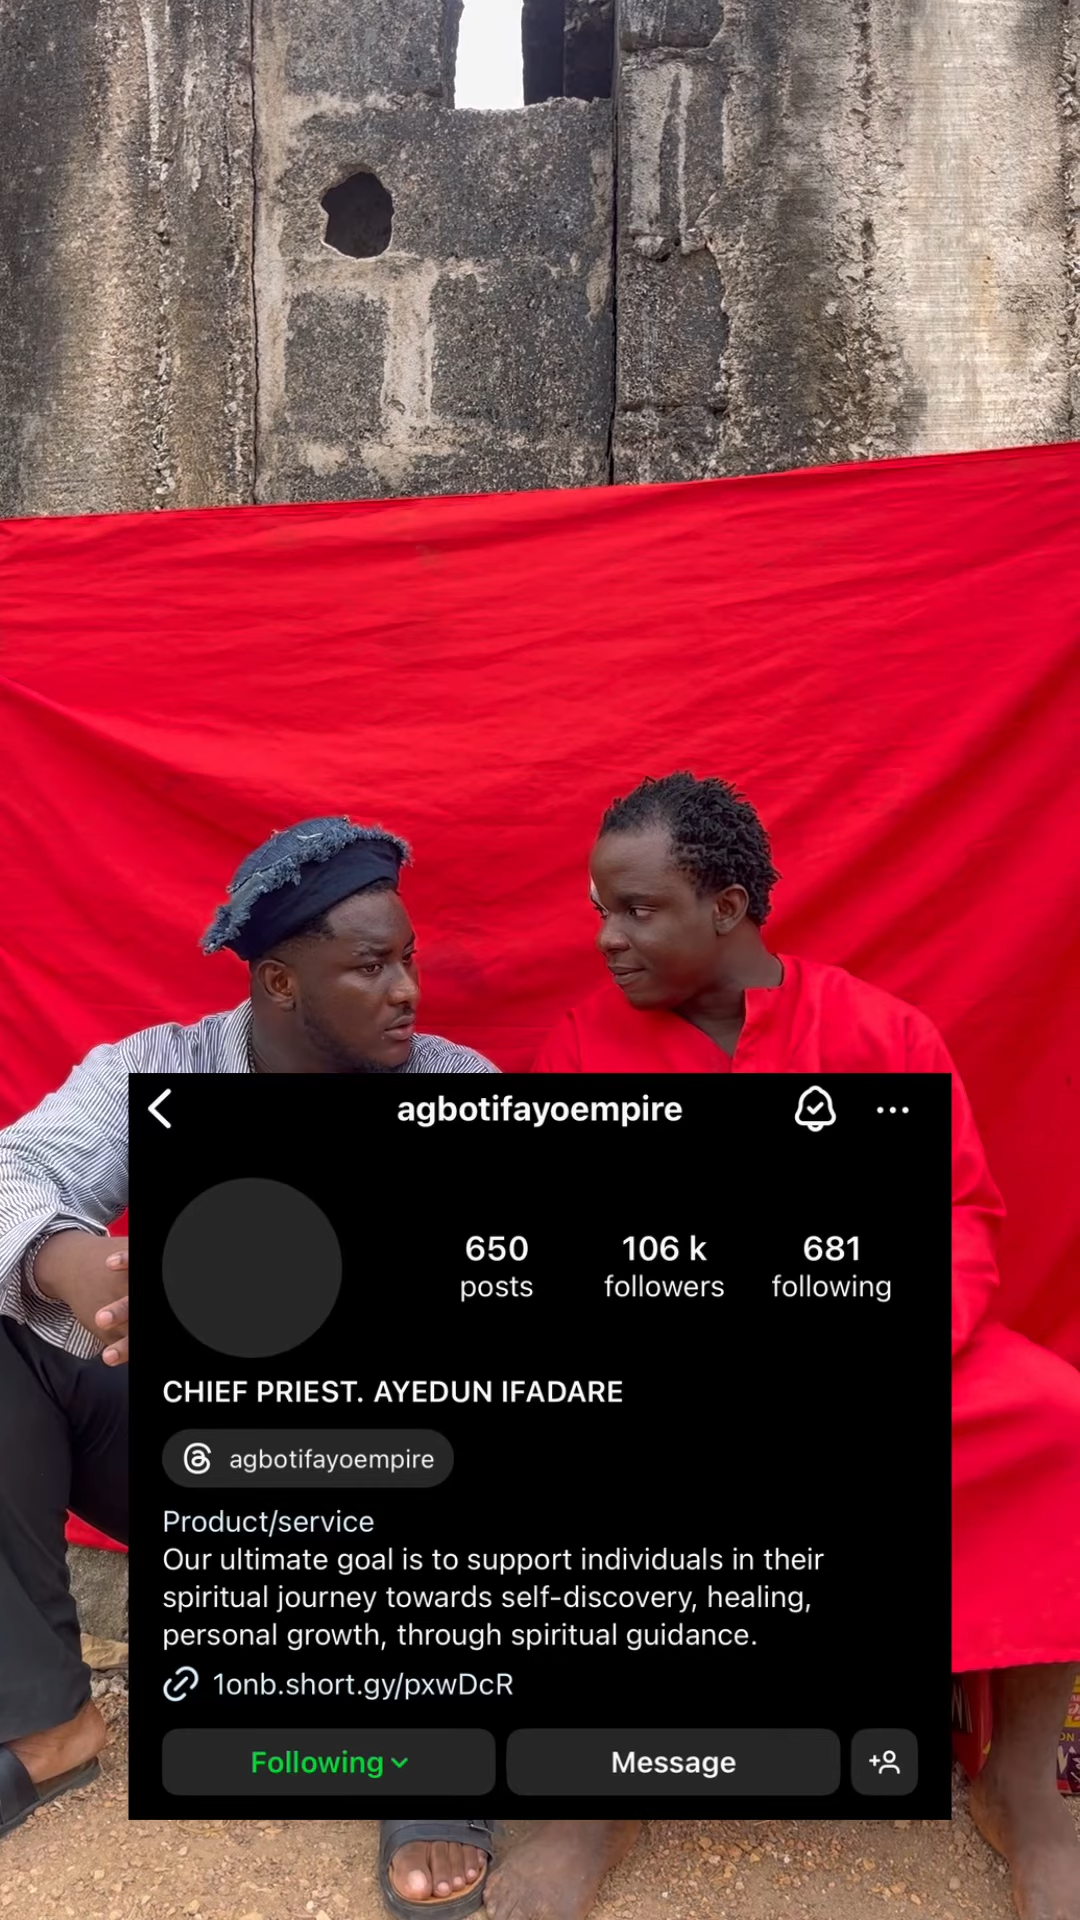 agbotifayoempire
650
posts
106 k
followers
681
following
CHIEF PRIEST. AYEDUN IFADARE
agbotifayoempire
Product/service
Our ultimate goal is to support individuals in their
spiritual journey towards self-discovery, healing,
personal growth, through spiritual guidance.
1onb.short.gy/pxwDcR
Following
Message